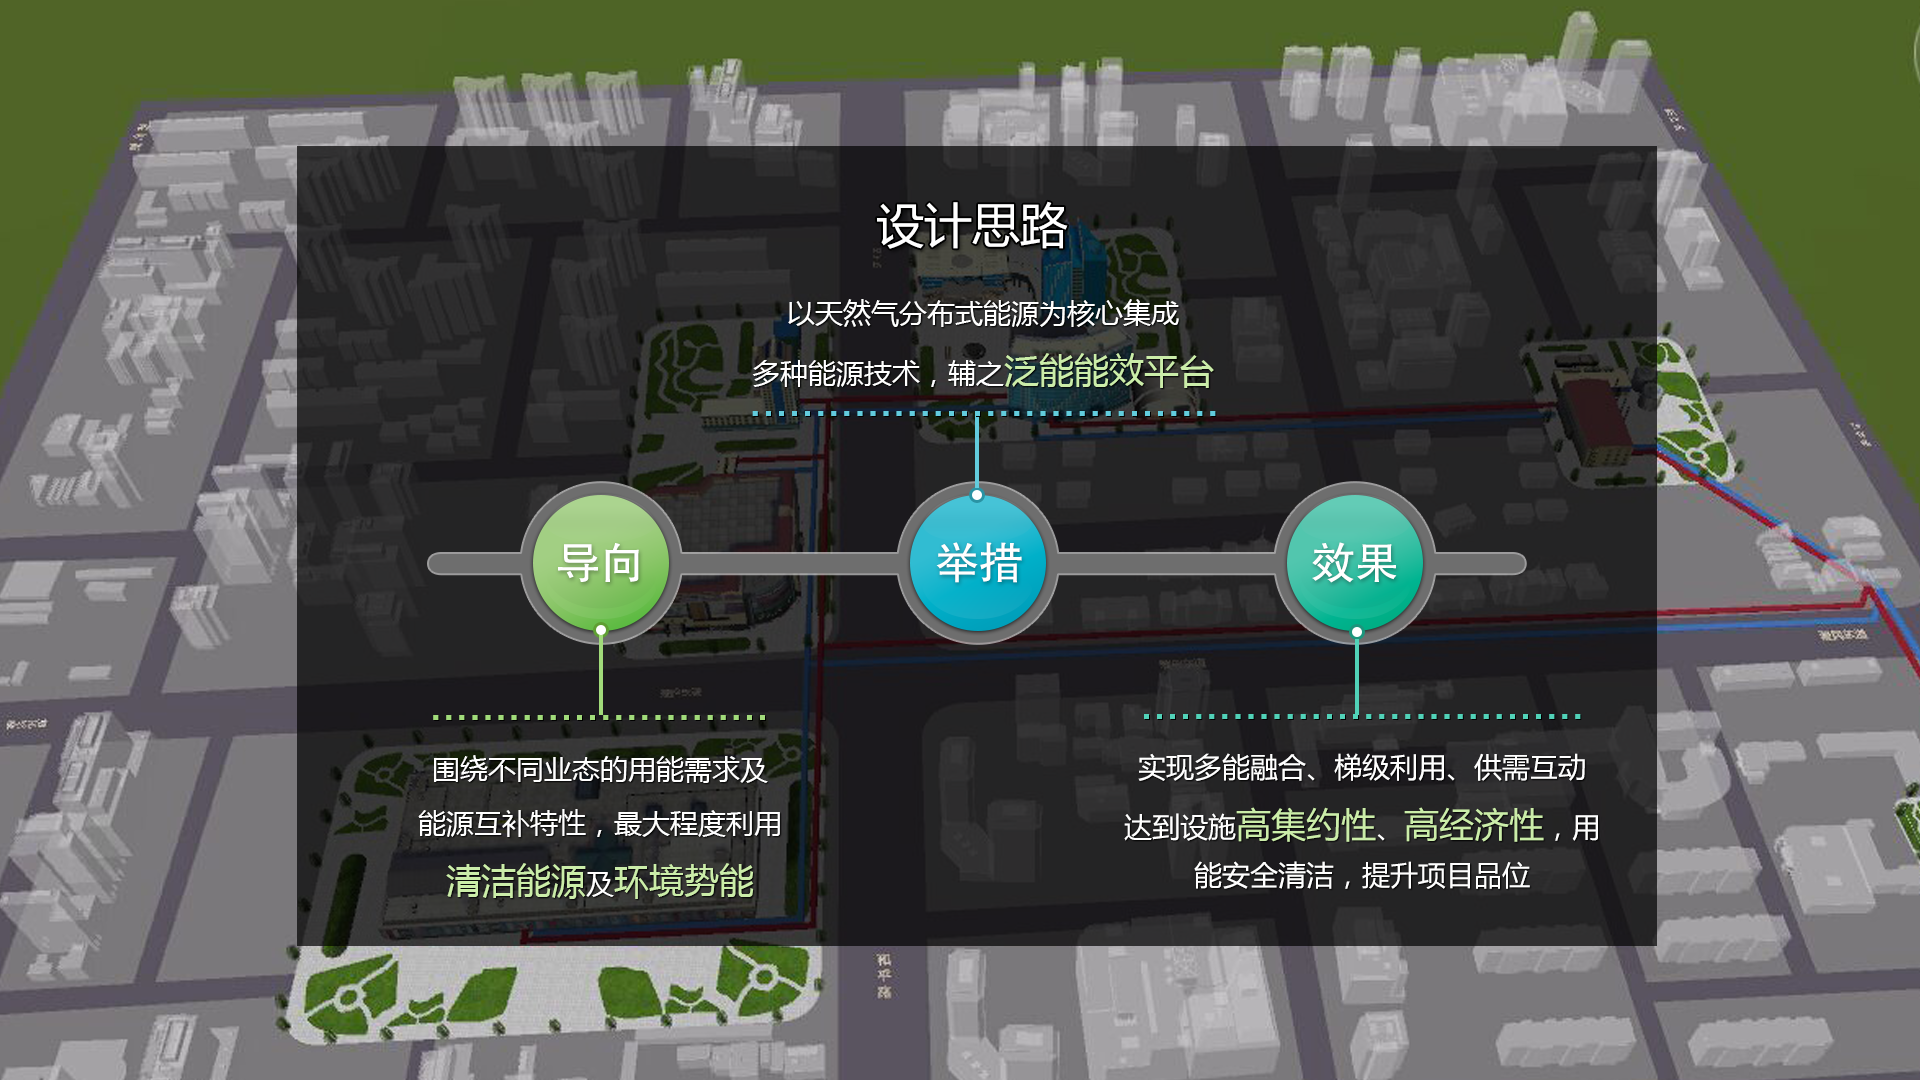 设计思路
以天然气分布式能源为核心集成
多种能源技术，辅之泛能能效平台
导向
举措
效果
围绕不同业态的用能需求及
能源互补特性，最大程度利用
清洁能源及环境势能
实现多能融合、梯级利用、供需互动
达到设施高集约性、高经济性，用
能安全清洁，提升项目品位